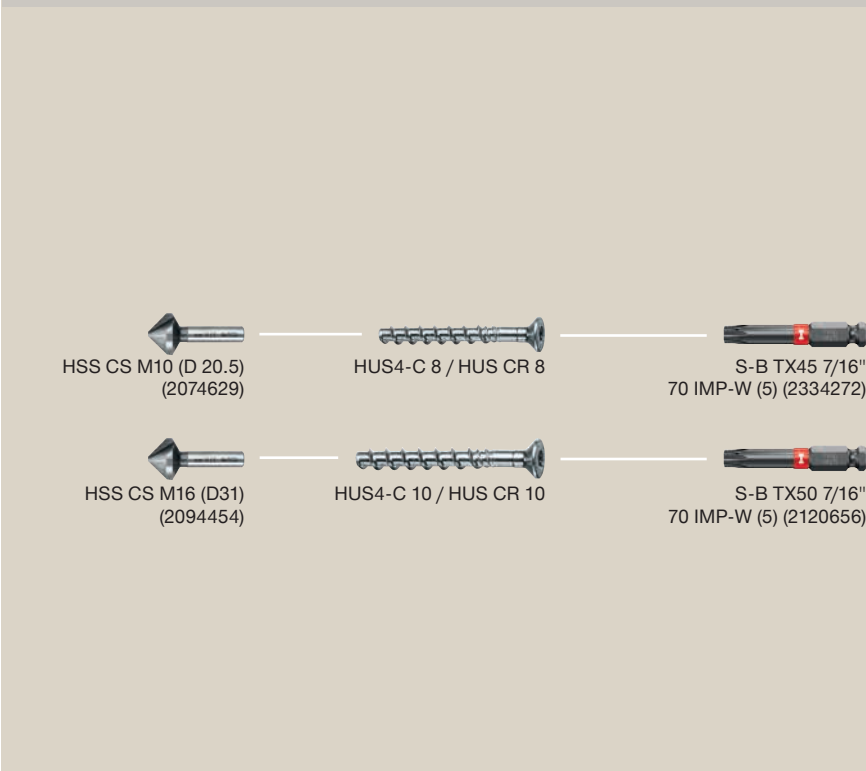 HSS CS M10 (D 20.5)
(2074629)
HUS4-C 8 / HUS CR 8
S-B TX45 7/16"
70 IMP-W (5) (2334272)
HSS CS M16 (D31)
(2094454)
HUS4-C 10 / HUS CR 10
S-B TX50 7/16"
70 IMP-W (5) (2120656)